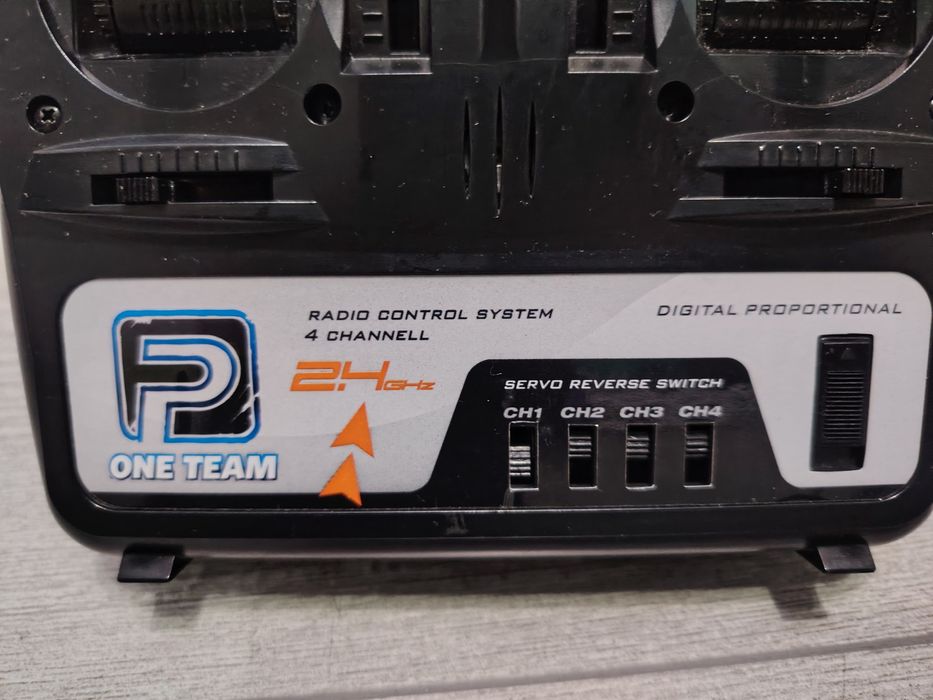 RADIO CONTROL SYSTEM
4 CHANNELL
DIGITAL PROPORTIONAL
2.4GHz
SERVO REVERSE SWITCH
CH1 CH2 CH3 CH4
P
ONE TEAM